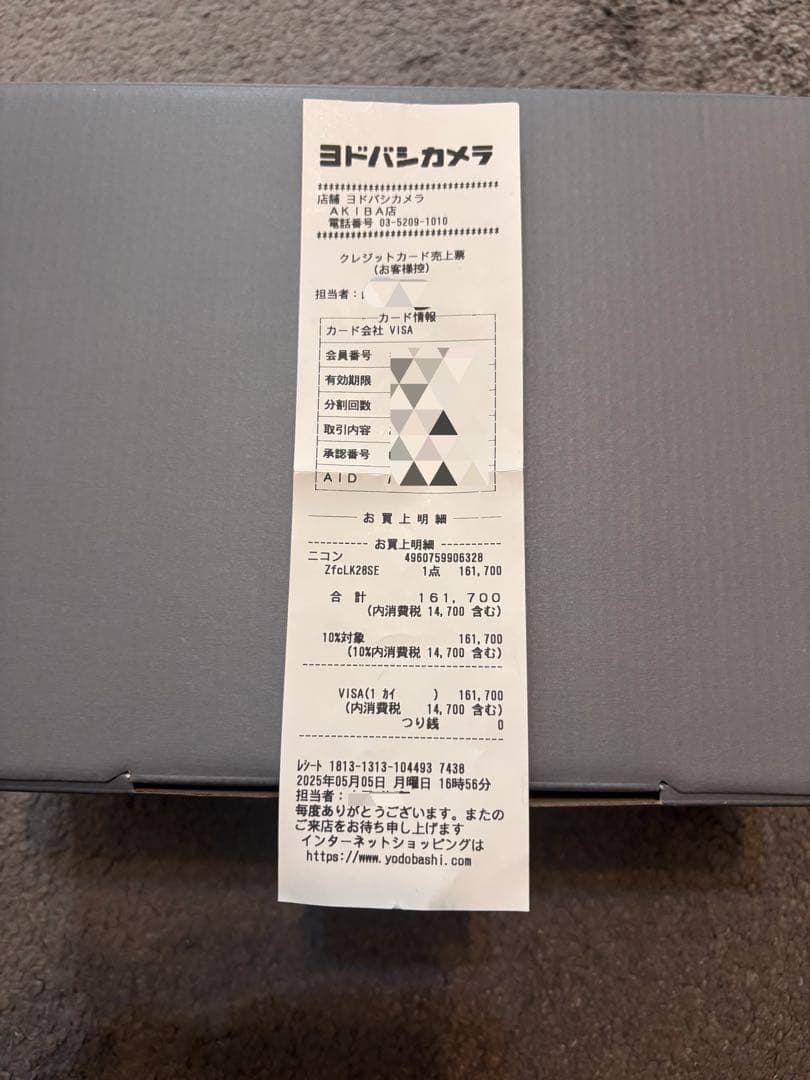 ヨドバシカメラ
店舗 ヨドバシカメラ
AKIBA店
電話番号 03-5209-1010
クレジットカード売上票
(お客様控)
担当者:
カード情報
カード会社 VISA
会員番号
有効期限
分割回数
取引内容
承認番号
AID
お買上明細
お買上明細
ニコン 4960759906328
ZfcLK28SE 1点 161,700
合 計 161,700
(内消費税 14,700 含む)
10%対象 161,700
(10%内消費税 14,700 含む)
VISA(1 カイ ) 161,700
(内消費税 14,700 含む)
つり銭 0
レシート 1813-1313-104493 7438
2025年05月05日 月曜日 16時56分
担当者:
毎度ありがとうございます。またの
ご来店をお待ち申し上げます
インターネットショッピングは
https://www.yodobashi.com